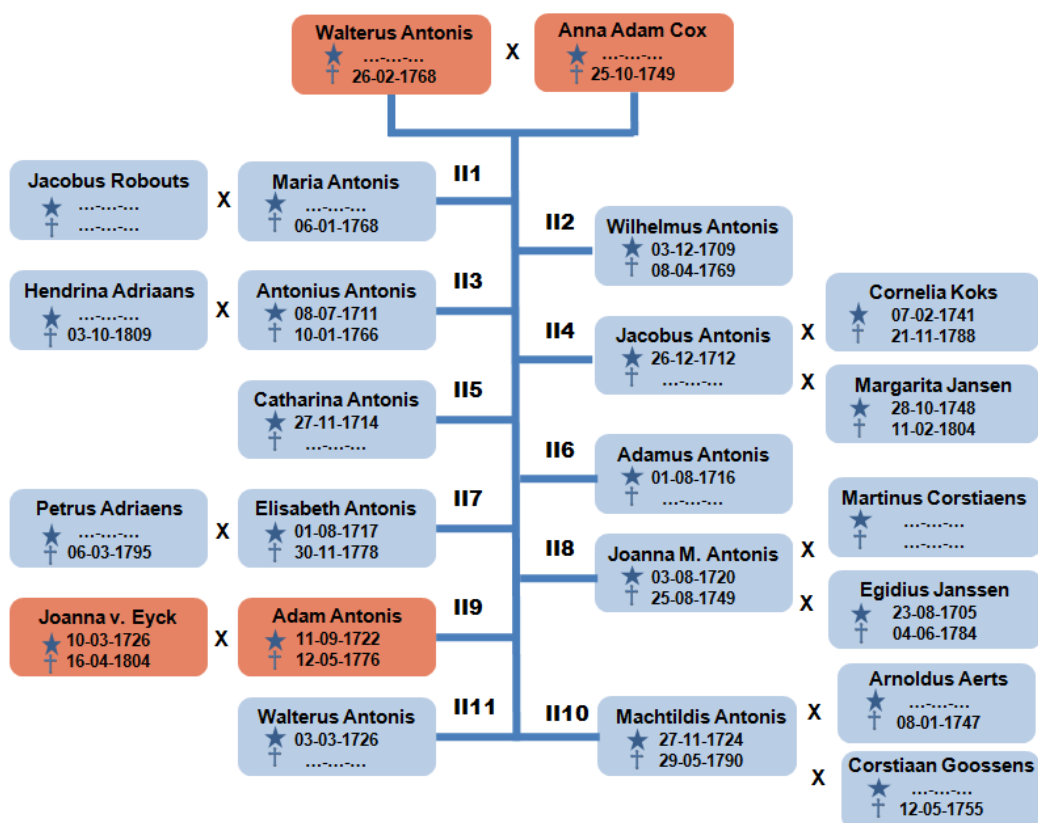 Walterus Antonis
...-...-...
26-02-1768
X
Anna Adam Cox
...-...-...
25-10-1749
Jacobus Robouts
...-...-...
...-...-...
X
Maria Antonis
...-...-...
06-01-1768
II1
II2
Wilhelmus Antonis
03-12-1709
08-04-1769
Hendrina Adriaans
...-...-...
03-10-1809
X
Antonius Antonis
08-07-1711
10-01-1766
II3
II4
Jacobus Antonis
26-12-1712
...-...-...
X
Cornelia Koks
07-02-1741
21-11-1788
X
Margarita Jansen
28-10-1748
11-02-1804
Catharina Antonis
27-11-1714
...-...-...
II5
II6
Adamus Antonis
01-08-1716
...-...-...
Petrus Adriaens
...-...-...
06-03-1795
X
Elisabeth Antonis
01-08-1717
30-11-1778
II7
II8
Joanna M. Antonis
03-08-1720
25-08-1749
X
Martinus Corstiaens
...-...-...
...-...-...
X
Egidius Janssen
23-08-1705
04-06-1784
Joanna v. Eyck
10-03-1726
16-04-1804
X
Adam Antonis
11-09-1722
12-05-1776
II9
II10
Machtildis Antonis
27-11-1724
29-05-1790
X
Arnoldus Aerts
...-...-...
08-01-1747
X
Corstiaan Goossens
...-...-...
12-05-1755
Walterus Antonis
03-03-1726
...-...-...
II11